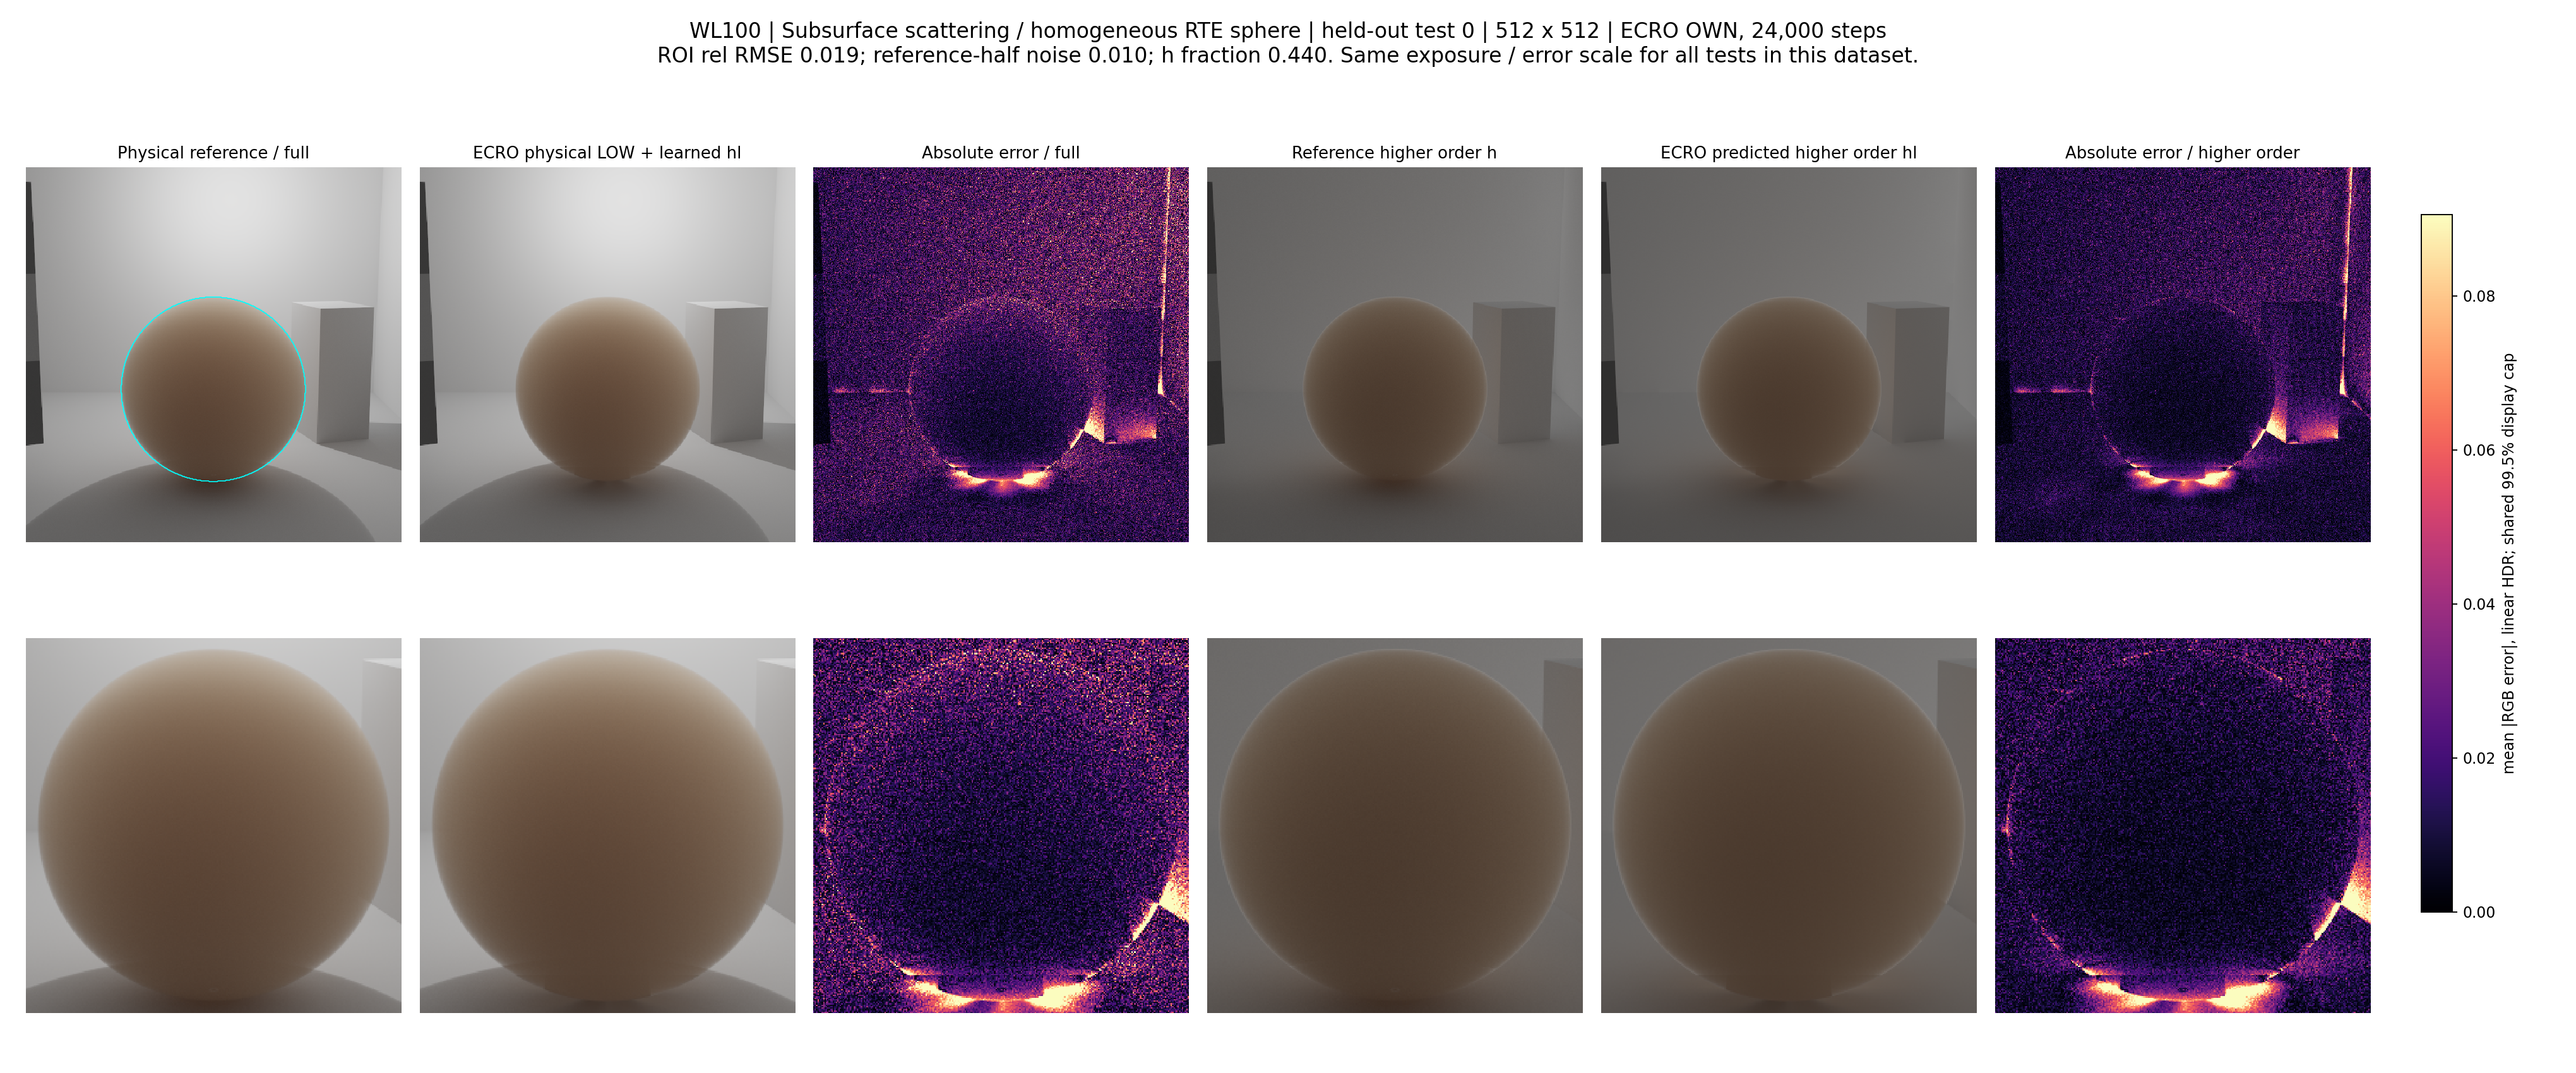 WL100 | Subsurface scattering / homogeneous RTE sphere | held-out test 0 | 512 x 512 | ECRO OWN, 24,000 steps
ROI rel RMSE 0.019; reference-half noise 0.010; h fraction 0.440. Same exposure / error scale for all tests in this dataset.
Physical reference / full
ECRO physical LOW + learned hl
Absolute error / full
Reference higher order h
ECRO predicted higher order hl
Absolute error / higher order
0.08
0.06
0.04
0.02
0.00
mean |RGB error|, linear HDR; shared 99.5% display cap